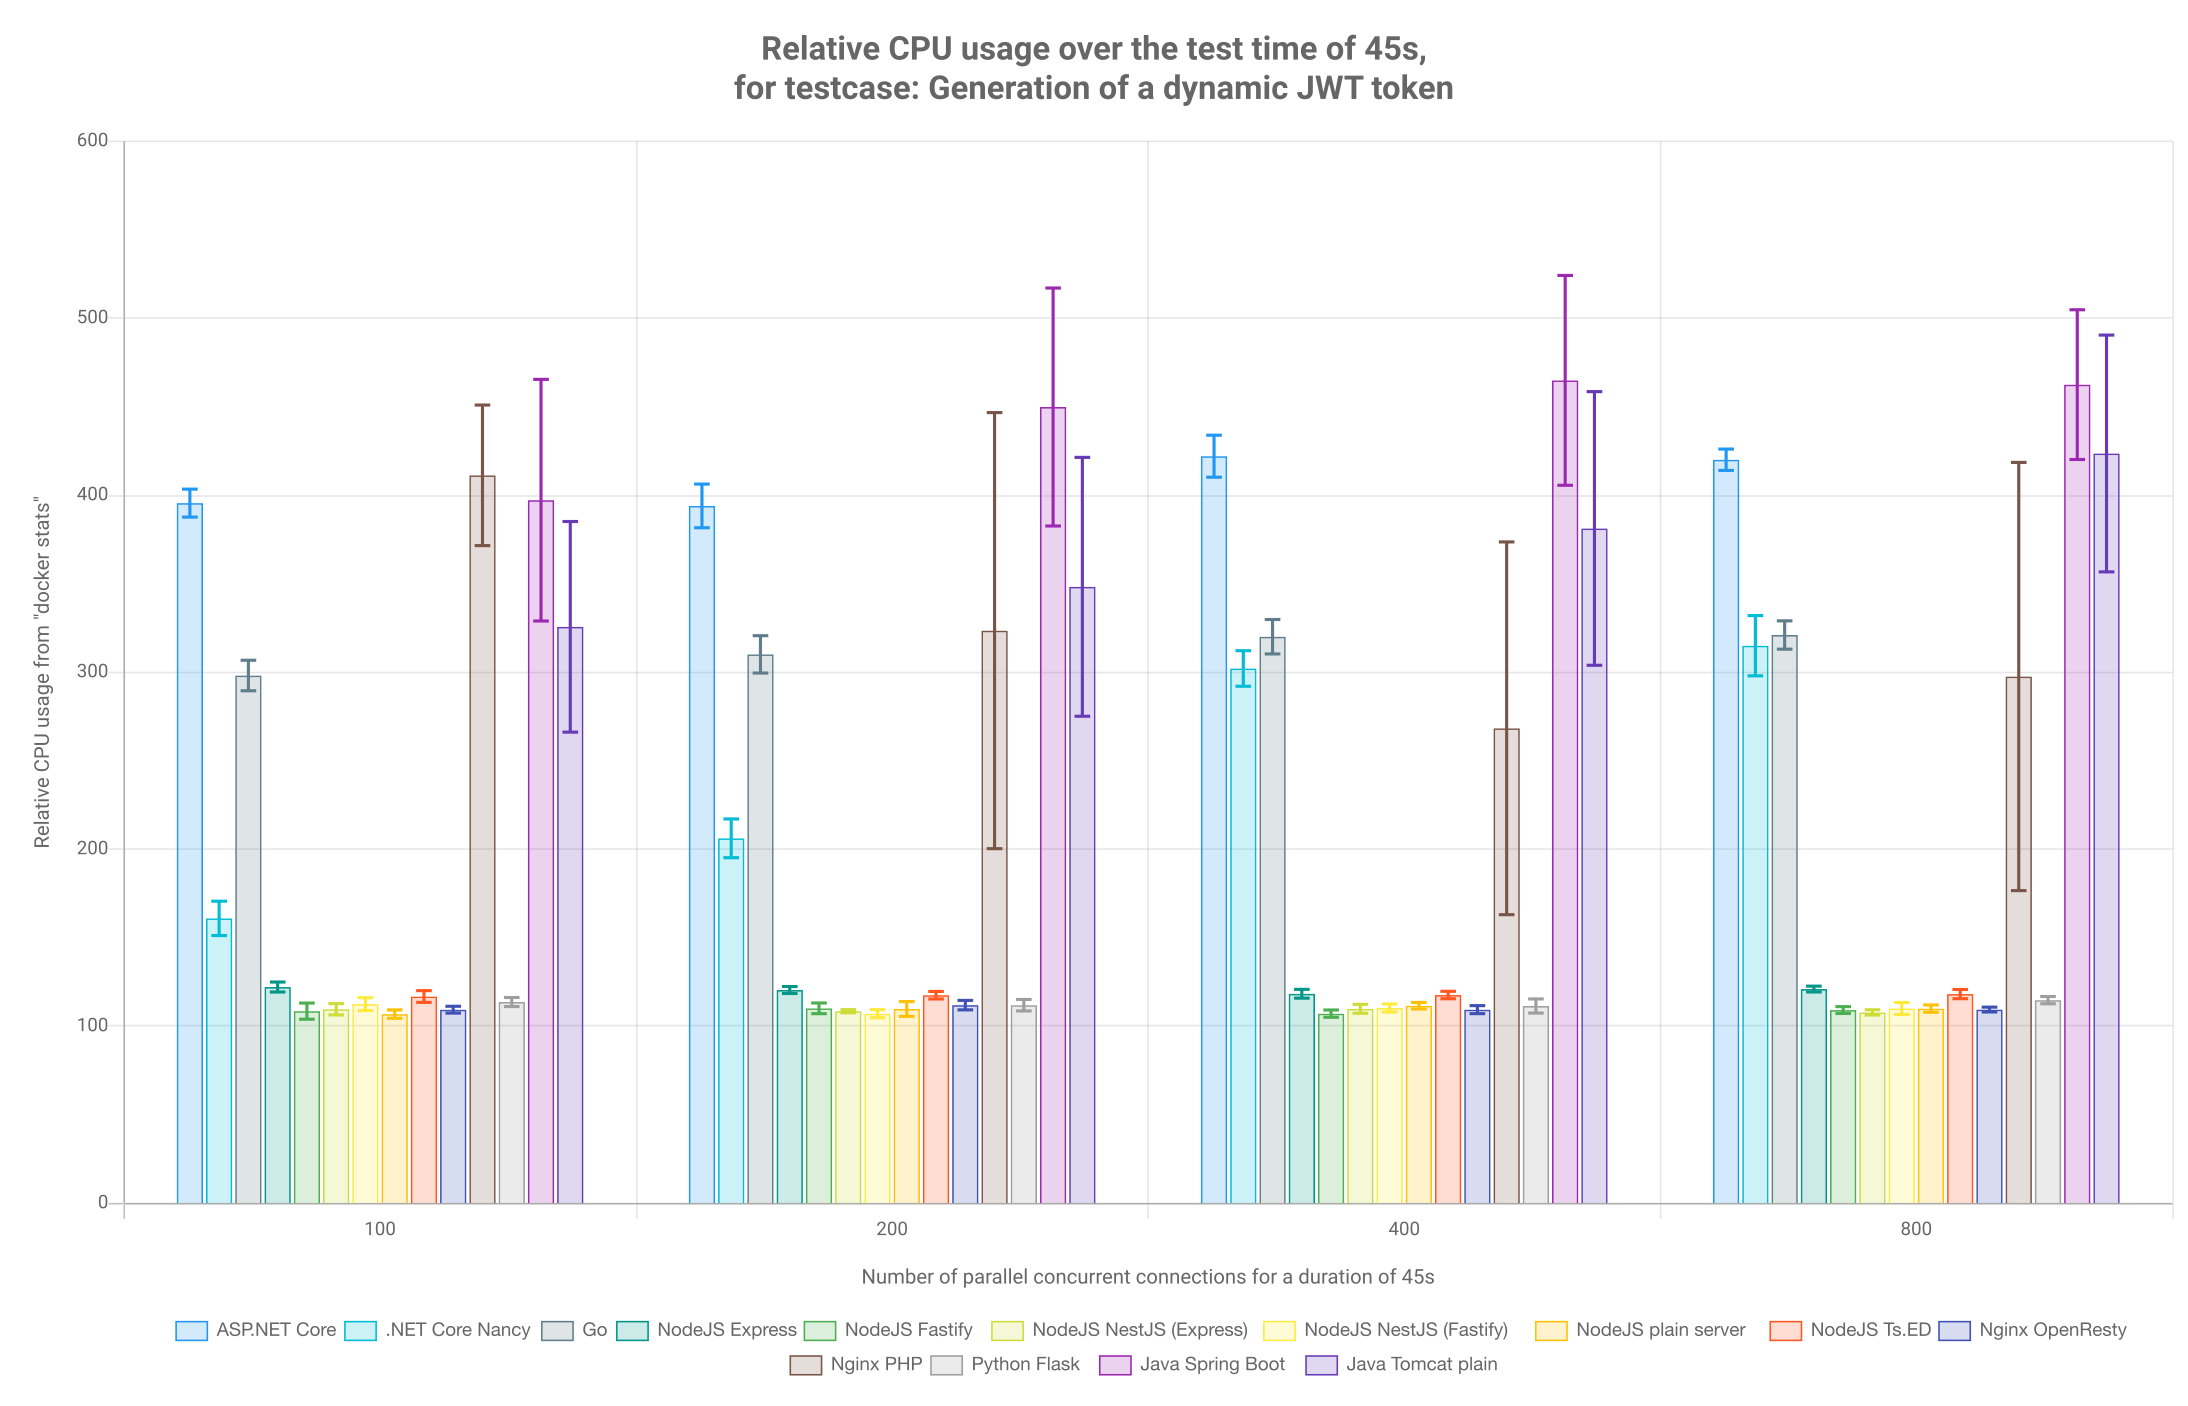 Relative CPU usage over the test time of 45s,
for testcase: Generation of a dynamic JWT token
600
500
400
300
200
100
0
Relative CPU usage from "docker stats"
100 200 400 800
Number of parallel concurrent connections for a duration of 45s
ASP.NET Core .NET Core Nancy Go NodeJS Express NodeJS Fastify NodeJS NestJS (Express) NodeJS NestJS (Fastify) NodeJS plain server NodeJS Ts.ED Nginx OpenResty
Nginx PHP Python Flask Java Spring Boot Java Tomcat plain